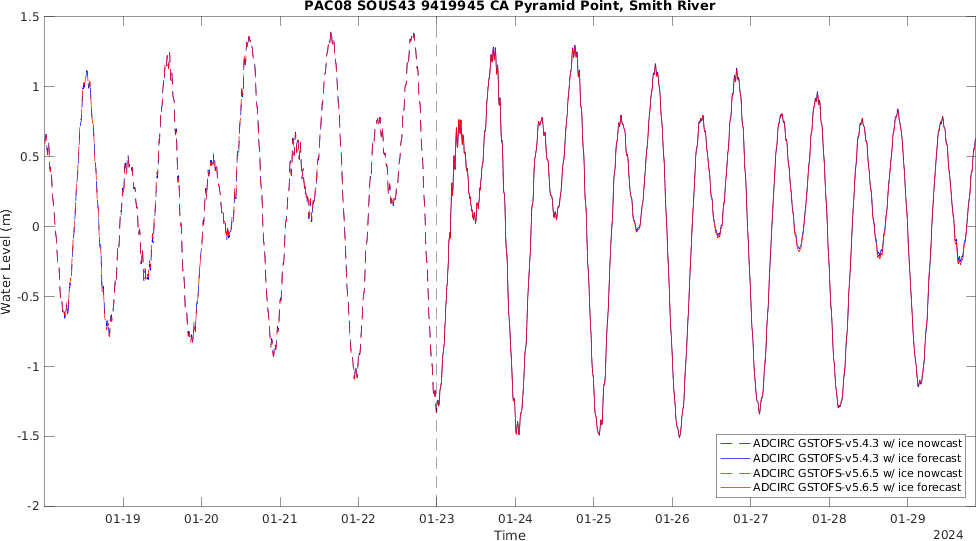 PAC08 SOUS43 9419945 CA Pyramid Point, Smith River
Water Level (m)
1.5
1
0.5
0
-0.5
-1
-1.5
-2
ADCIRC GSTOFS-v5.4.3 w/ ice nowcast
ADCIRC GSTOFS-v5.4.3 w/ ice forecast
ADCIRC GSTOFS-v5.6.5 w/ ice nowcast
ADCIRC GSTOFS-v5.6.5 w/ ice forecast
01-19 01-20 01-21 01-22 01-23 01-24 01-25 01-26 01-27 01-28 01-29
Time
2024